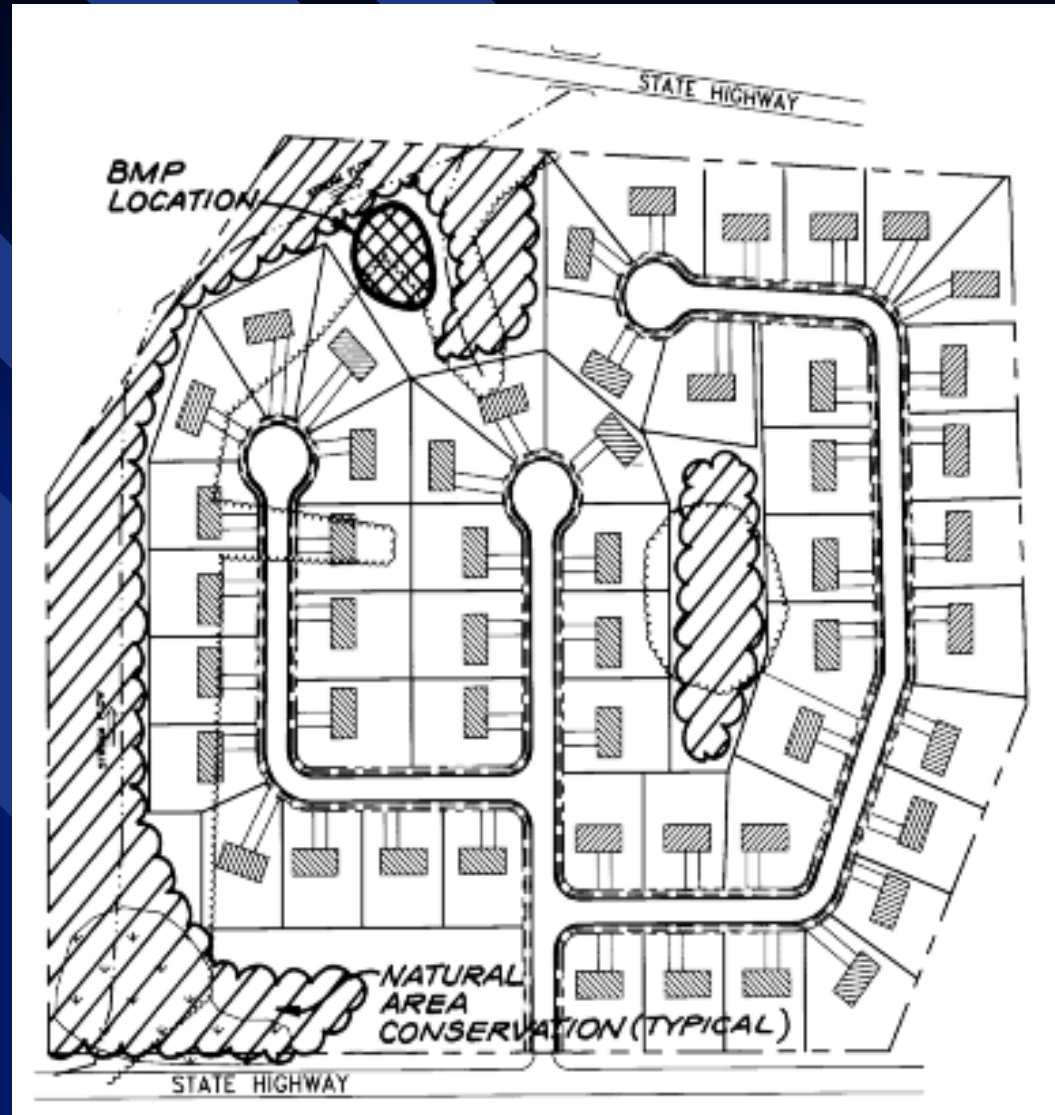 STATE HIGHWAY
BMP
LOCATION
NATURAL
AREA
CONSERVATION (TYPICAL)
STATE HIGHWAY